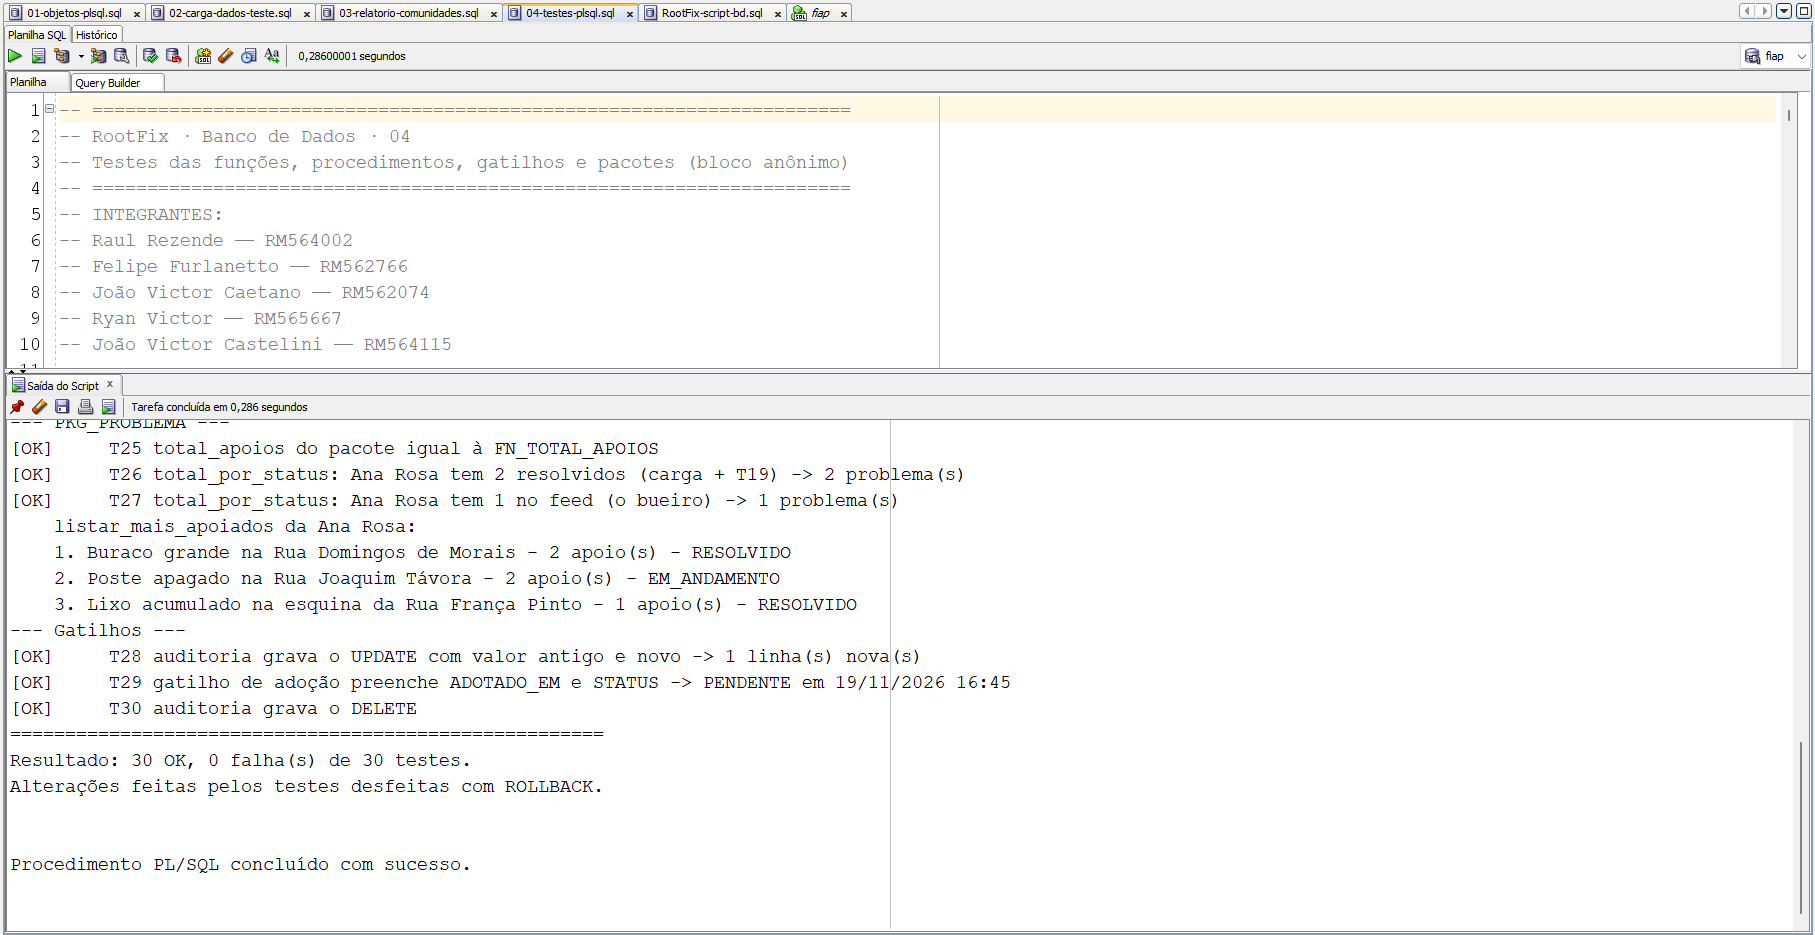 01-objetos-plsql.sql 02-carga-dados-teste.sql 03-relatorio-comunidades.sql 04-testes-plsql.sql RootFix-script-bd.sql fiap
Planilha SQL Histórico
0,28600001 segundos fiap
Planilha Query Builder
1 -- =====================================================================
2 -- RootFix · Banco de Dados · 04
3 -- Testes das funções, procedimentos, gatilhos e pacotes (bloco anônimo)
4 -- =====================================================================
5 -- INTEGRANTES:
6 -- Raul Rezende — RM564002
7 -- Felipe Furlanetto — RM562766
8 -- João Victor Caetano — RM562074
9 -- Ryan Victor — RM565667
10 -- João Victor Castelini — RM564115
11
Saída do Script
Tarefa concluída em 0,286 segundos
--- PKG_PROBLEMA ---
[OK] T25 total_apoios do pacote igual à FN_TOTAL_APOIOS
[OK] T26 total_por_status: Ana Rosa tem 2 resolvidos (carga + T19) -> 2 problema(s)
[OK] T27 total_por_status: Ana Rosa tem 1 no feed (o bueiro) -> 1 problema(s)
listar_mais_apoiados da Ana Rosa:
1. Buraco grande na Rua Domingos de Morais - 2 apoio(s) - RESOLVIDO
2. Poste apagado na Rua Joaquim Távora - 2 apoio(s) - EM_ANDAMENTO
3. Lixo acumulado na esquina da Rua França Pinto - 1 apoio(s) - RESOLVIDO
--- Gatilhos ---
[OK] T28 auditoria grava o UPDATE com valor antigo e novo -> 1 linha(s) nova(s)
[OK] T29 gatilho de adoção preenche ADOTADO_EM e STATUS -> PENDENTE em 19/11/2026 16:45
[OK] T30 auditoria grava o DELETE
======================================================
Resultado: 30 OK, 0 falha(s) de 30 testes.
Alterações feitas pelos testes desfeitas com ROLLBACK.
Procedimento PL/SQL concluído com sucesso.